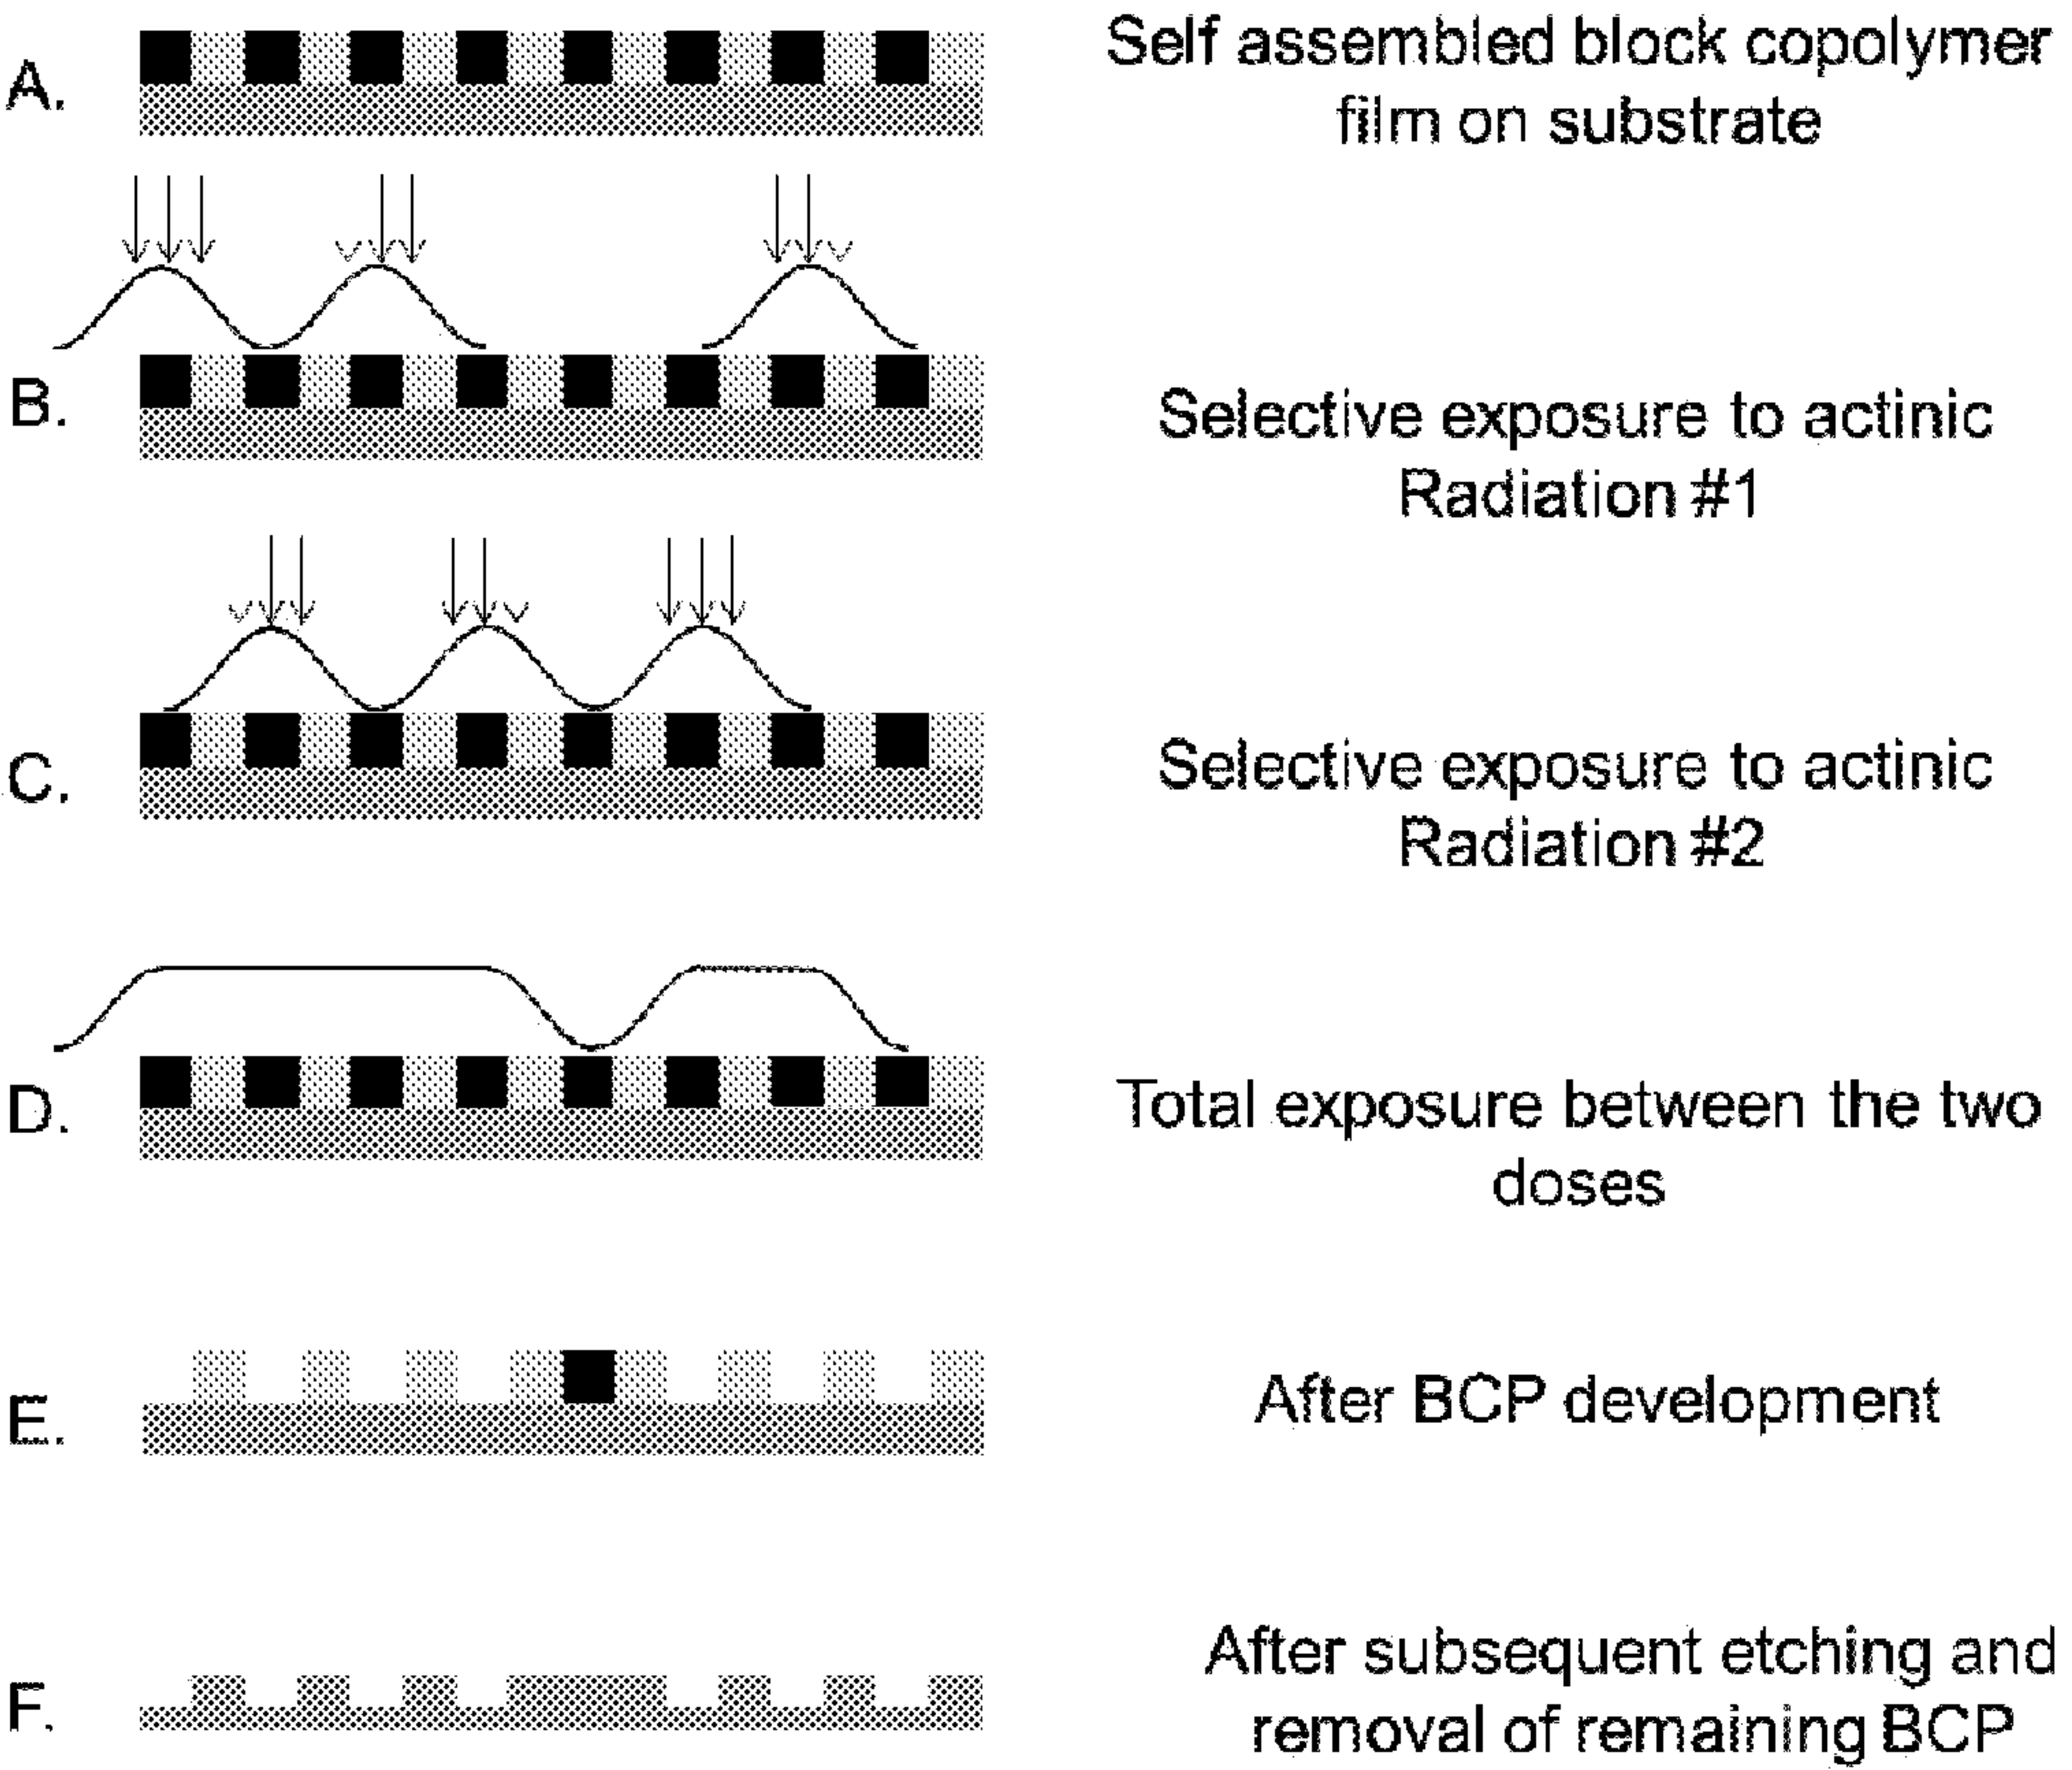 A.
Self assembled block copolymer
film on substrate
B.
Selective exposure to actinic
Radiation #1
C.
Selective exposure to actinic
Radiation #2
D.
Total exposure between the two
doses
E.
After BCP development
F.
After subsequent etching and
removal of remaining BCP